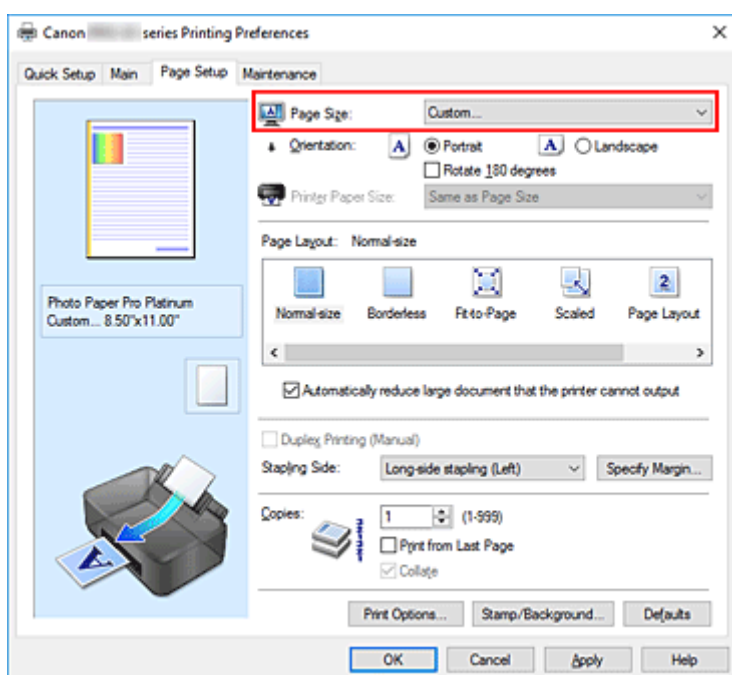 Canon series Printing Preferences
Quick Setup Main Page Setup Maintenance
Page Size: Custom...
Orientation: A Portrait A Landscape
Rotate 180 degrees
Printer Paper Size: Same as Page Size
Page Layout: Normal-size
2
Normal-size Borderless Fit-to-Page Scaled Page Layout
Photo Paper Pro Platinum
Custom... 8.50"x11.00"
Automatically reduce large document that the printer cannot output
Duplex Printing (Manual)
Stapling Side: Long-side stapling (Left) Specify Margin...
Copies: 1 (1-999)
Print from Last Page
Collate
A
Print Options... Stamp/Background... Defaults
OK Cancel Apply Help